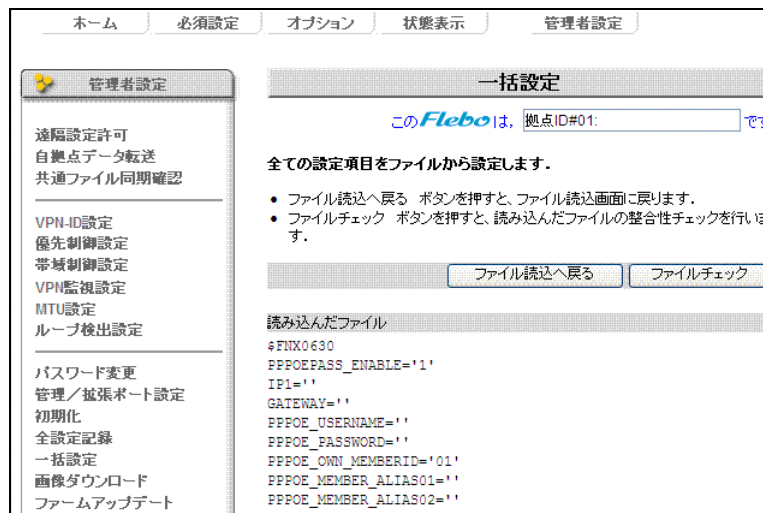 ホーム 必須設定 オプション 状態表示 管理者設定
管理者設定
遠隔設定許可
自拠点データ転送
共通ファイル同期確認
VPN-ID設定
優先制御設定
帯域制御設定
VPN監視設定
MTU設定
ループ検出設定
パスワード変更
管理/拡張ポート設定
初期化
全設定記録
一括設定
画像ダウンロード
ファームアップデート
一括設定
このFleboは, 拠点ID#01: です
全ての設定項目をファイルから設定します.
• ファイル読込へ戻る ボタンを押すと、ファイル読込画面に戻ります.
• ファイルチェック ボタンを押すと、読み込んだファイルの整合性チェックを行いま
す.
ファイル読込へ戻る ファイルチェック
読み込んだファイル
$FNX0630
PPPOEPASS_ENABLE='1'
IP1=''
GATEWAY=''
PPPOE_USERNAME=''
PPPOE_PASSWORD=''
PPPOE_OWN_MEMBERID='01'
PPPOE_MEMBER_ALIAS01=''
PPPOE_MEMBER_ALIAS02=''